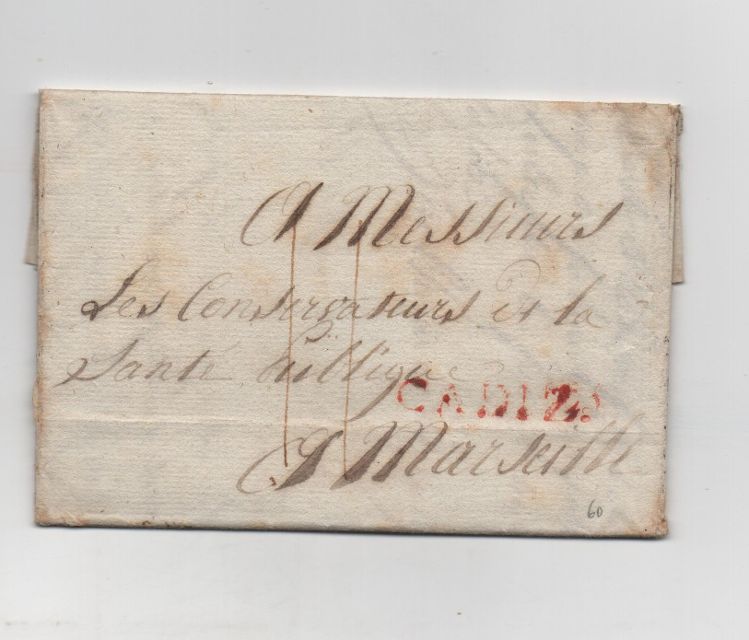 A Messieurs
Les Conservateurs de la
Santé publique
CADIZ.
A Marseille
60